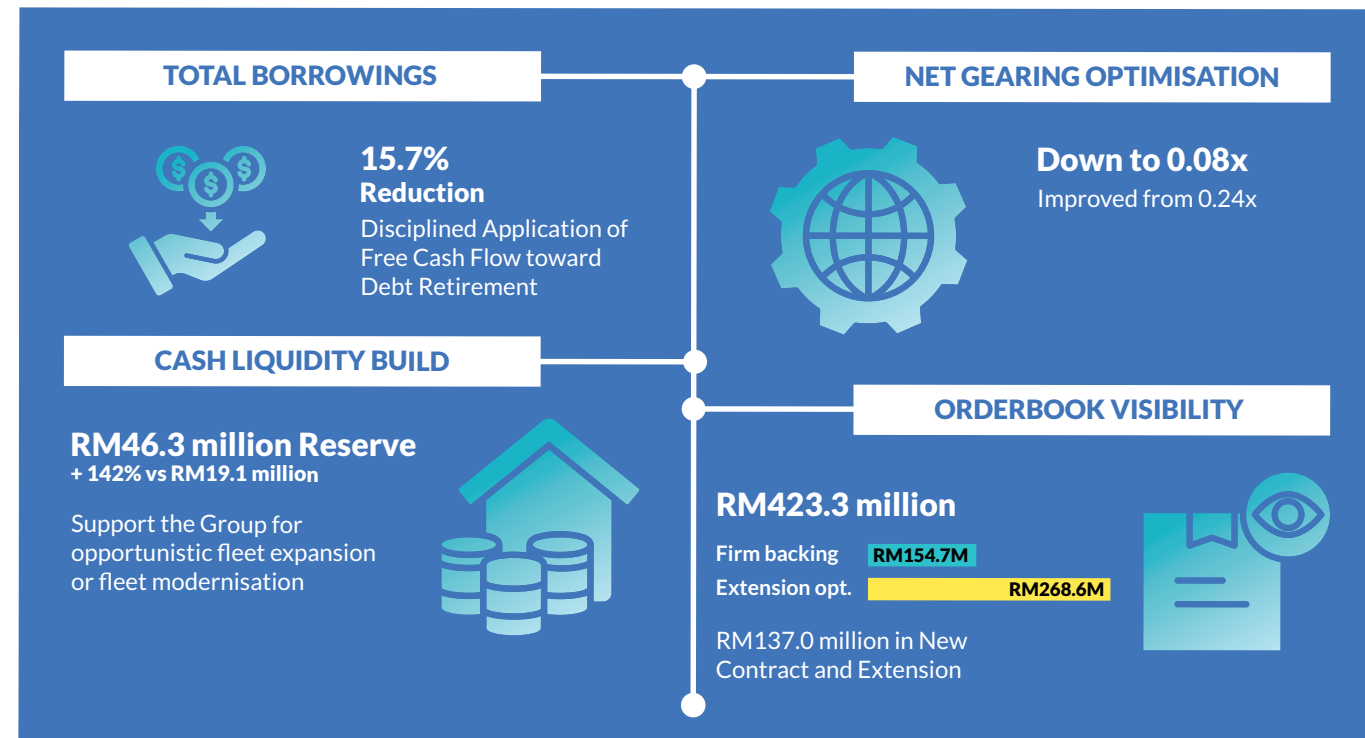 TOTAL BORROWINGS
15.7%
Reduction
Disciplined Application of
Free Cash Flow toward
Debt Retirement
NET GEARING OPTIMISATION
Down to 0.08x
Improved from 0.24x
CASH LIQUIDITY BUILD
RM46.3 million Reserve
+ 142% vs RM19.1 million
Support the Group for
opportunistic fleet expansion
or fleet modernisation
ORDERBOOK VISIBILITY
RM423.3 million
Firm backing RM154.7M
Extension opt. RM268.6M
RM137.0 million in New
Contract and Extension